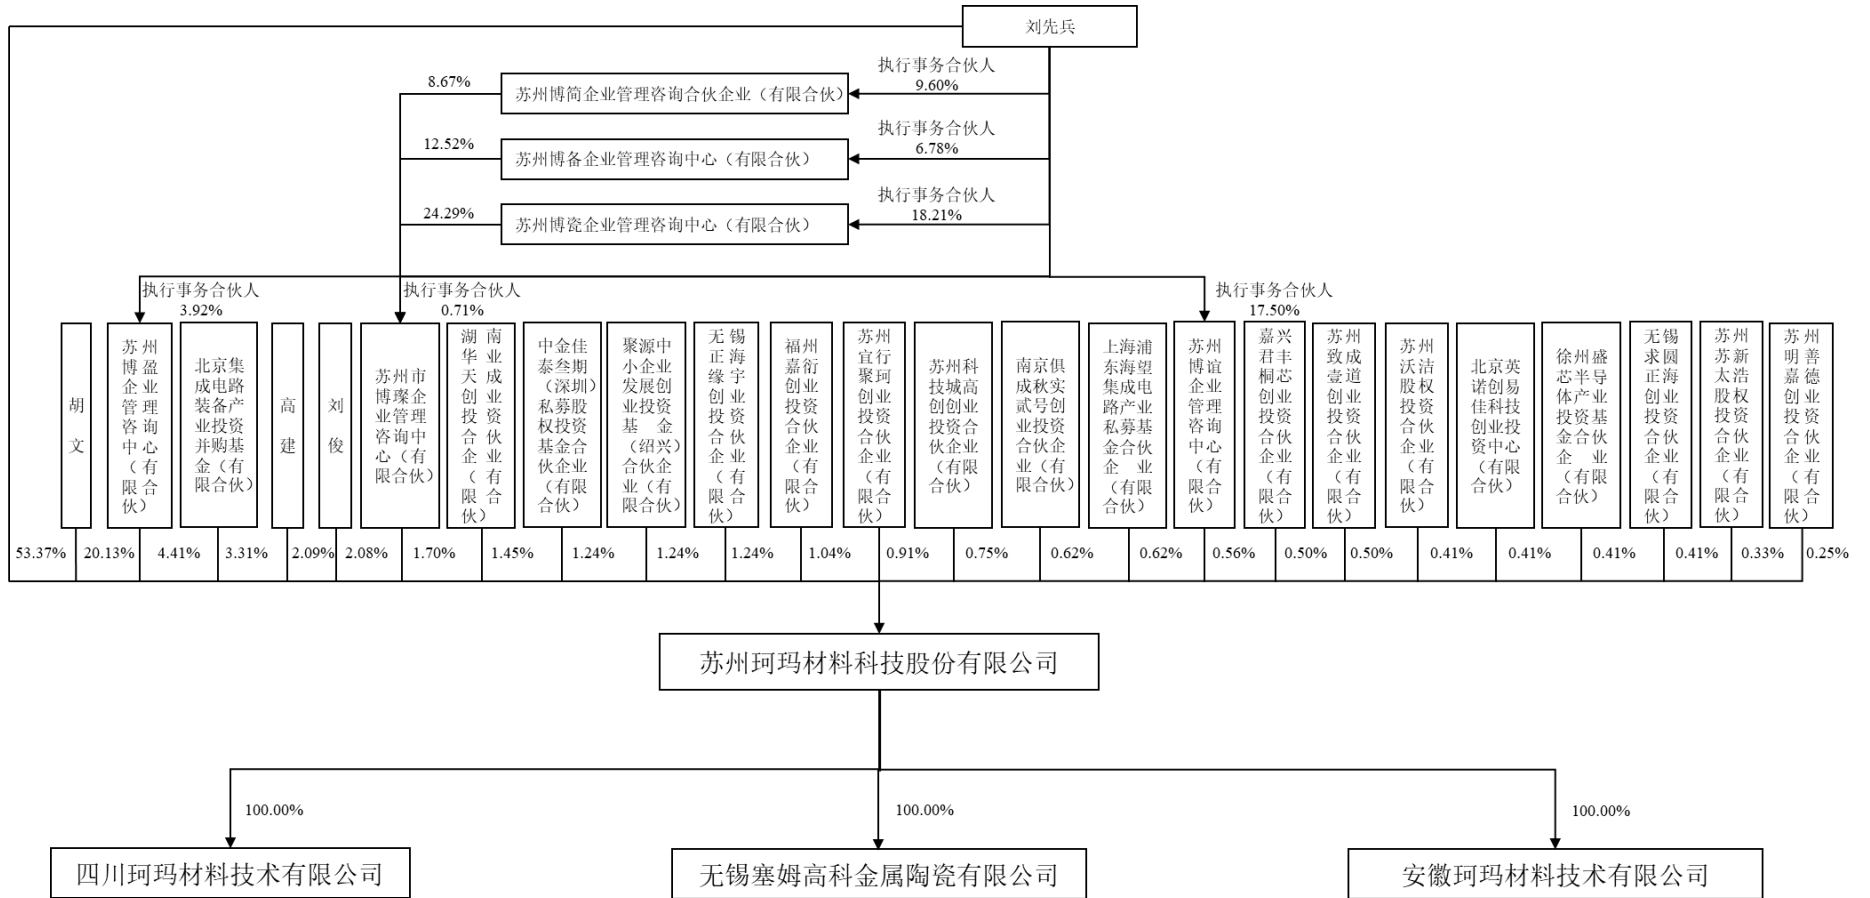 刘先兵
执行事务合伙人
8.67%
苏州博简企业管理咨询合伙企业（有限合伙）
9.60%
执行事务合伙人
12.52%
苏州博备企业管理咨询中心（有限合伙）
6.78%
执行事务合伙人
24.29%
苏州博瓷企业管理咨询中心（有限合伙）
18.21%
执行事务合伙人
3.92%
执行事务合伙人
0.71%
执行事务合伙人
17.50%
胡
文
苏州
博盈
企业
管理
咨询
中心
（有
限合
伙）
北京集
成电路
装备产
业投资
并购基
金（有
限合伙）
高
建
刘
俊
苏州市
博璨企
业管理
咨询中
心（有
限合伙）
湖南
华业
天成
创业
投资
合伙
企业
（有
限合
伙）
中金佳
泰叁期
（深圳）
私募股
权投资
基金合
伙企业
（有限
合伙）
聚源中
小企业
发展创
业投资
基金
（绍兴）
合伙企
业（有
限合伙）
无锡
正海
缘宇
创业
投资
合伙
企业
（有
限合
伙）
福州
嘉衍
创业
投资
合伙
企业
（有
限合
伙）
苏州
宜行
聚珂
创业
投资
合伙
企业
（有
限合
伙）
苏州科
技城高
创创业
投资合
伙企业
（有限
合伙）
南京俱
成秋实
贰号创
业投资
合伙企
业（有
限合伙）
上海浦
东海望
集成电
路产业
私募基
金合伙
企业
（有限
合伙）
苏州
博谊
企业
管理
咨询
中心
（有
限合
伙）
嘉兴
君丰
桐芯
创业
投资
合伙
企业
（有
限合
伙）
苏州
致成
壹道
创业
投资
合伙
企业
（有
限合
伙）
苏州
沃洁
股权
投资
合伙
企业
（有
限合
伙）
北京英
诺创易
佳科技
创业投
资中心
（有限
合伙）
徐州盛
芯半导
体产业
投资基
金合伙
企业
（有限
合伙）
无锡
求圆
正海
创业
投资
合伙
企业
（有
限合
伙）
苏州
苏新
太浩
股权
投资
合伙
企业
（有
限合
伙）
苏州
明善
嘉德
创业
投资
合伙
企业
（有
限合
伙）
53.37%
20.13%
4.41%
3.31%
2.09%
2.08%
1.70%
1.45%
1.24%
1.24%
1.24%
1.04%
0.91%
0.75%
0.62%
0.62%
0.56%
0.50%
0.50%
0.41%
0.41%
0.41%
0.41%
0.33%
0.25%
苏州珂玛材料科技股份有限公司
100.00%
100.00%
100.00%
四川珂玛材料技术有限公司
无锡塞姆高科金属陶瓷有限公司
安徽珂玛材料技术有限公司